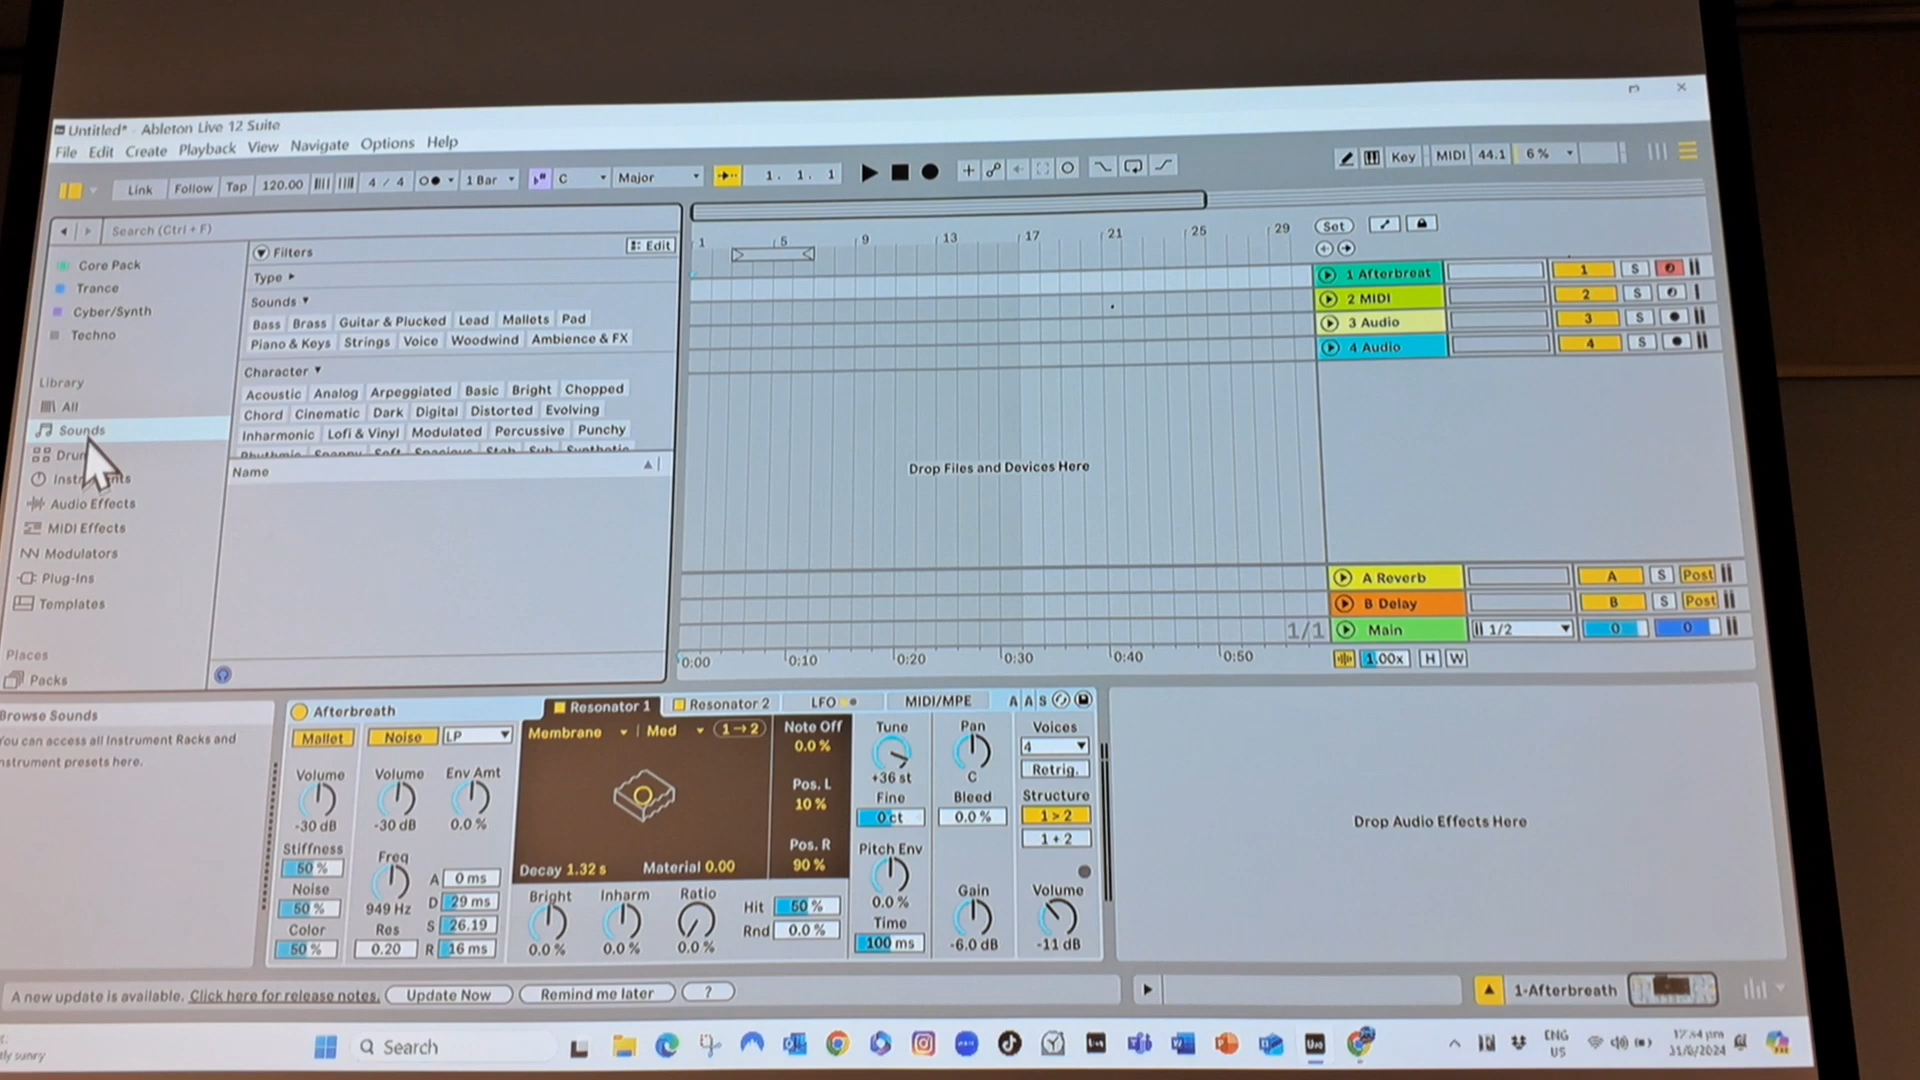 Untitled* - Ableton Live 12 Suite
File Edit Create Playback View Navigate Options Help
Link Follow Tap 120.00 4 / 4 1 Bar C Major 1. 1. 1 Key MIDI 44.1 6 %
Search (Ctrl + F)
Core Pack
Trance
Cyber/Synth
Techno
Library
All
Sounds
Drum
Audio Effects
MIDI Effects
Modulators
Plug-Ins
Templates
Places
Packs
Filters Edit
Type
Sounds
Bass Brass Guitar & Plucked Lead Mallets Pad
Piano & Keys Strings Voice Woodwind Ambience & FX
Character
Acoustic Analog Arpeggiated Basic Bright Chopped
Chord Cinematic Dark Digital Distorted Evolving
Inharmonic Lofi & Vinyl Modulated Percussive Punchy
Rhythmic Snappy Soft Spacious Stab Sub Synthetic
Name
1 5 9 13 17 21 25 29
Set
Drop Files and Devices Here
1 Afterbreat 1 S
2 MIDI 2 S
3 Audio 3 S
4 Audio 4 S
A Reverb A S Post
B Delay B S Post
1/1 Main 1/2 0 0
0:00 0:10 0:20 0:30 0:40 0:50
1.00x H W
Browse Sounds
You can access all Instrument Racks and
instrument presets here.
Afterbreath
Resonator 1 Resonator 2 LFO MIDI/MPE A A S
Mallet Noise LP
Volume -30 dB
Stiffness 50 %
Noise 50 %
Color 50 %
Volume -30 dB
Env Amt 0.0 %
Freq 949 Hz
Res 0.20
A 0 ms
D 29 ms
S 26.19
R 16 ms
Membrane Med 1→2
Decay 1.32 s Material 0.00
Note Off 0.0 %
Pos. L 10 %
Pos. R 90 %
Bright 0.0 %
Inharm 0.0 %
Ratio 0.0 %
Hit 50 %
Rnd 0.0 %
Tune +36 st
Fine 0 ct
Pitch Env 0.0 %
Time 100 ms
Pan C
Bleed 0.0 %
Gain -6.0 dB
Voices 4
Retrig.
Structure
1 > 2
1 + 2
Volume -11 dB
Drop Audio Effects Here
A new update is available. Click here for release notes. Update Now Remind me later ?
1-Afterbreath
Search
ENG
US
31/8/2024